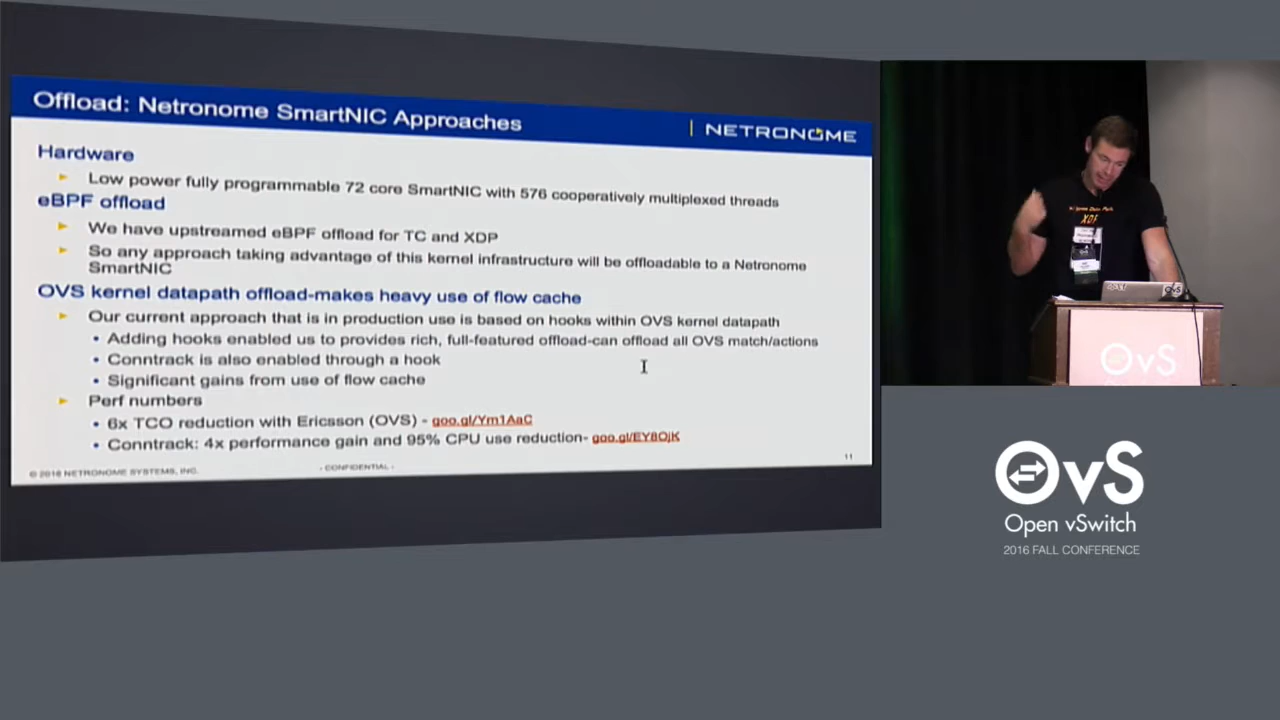 Offload: Netronome SmartNIC Approaches
NETRONOME
Hardware
Low power fully programmable 72 core SmartNIC with 576 cooperatively multiplexed threads
eBPF offload
We have upstreamed eBPF offload for TC and XDP
So any approach taking advantage of this kernel infrastructure will be offloadable to a Netronome
SmartNIC
OVS kernel datapath offload-makes heavy use of flow cache
Our current approach that is in production use is based on hooks within OVS kernel datapath
• Adding hooks enabled us to provides rich, full-featured offload-can offload all OVS match/actions
• Conntrack is also enabled through a hook
• Significant gains from use of flow cache
Perf numbers
• 6x TCO reduction with Ericsson (OVS) - goo.gl/Ym1AaC
• Conntrack: 4x performance gain and 95% CPU use reduction- goo.gl/EY8OjK
© 2016 NETRONOME SYSTEMS, INC.
- CONFIDENTIAL -
11
XDP
OvS
OvS
OvS
Open vSwitch
2016 FALL CONFERENCE